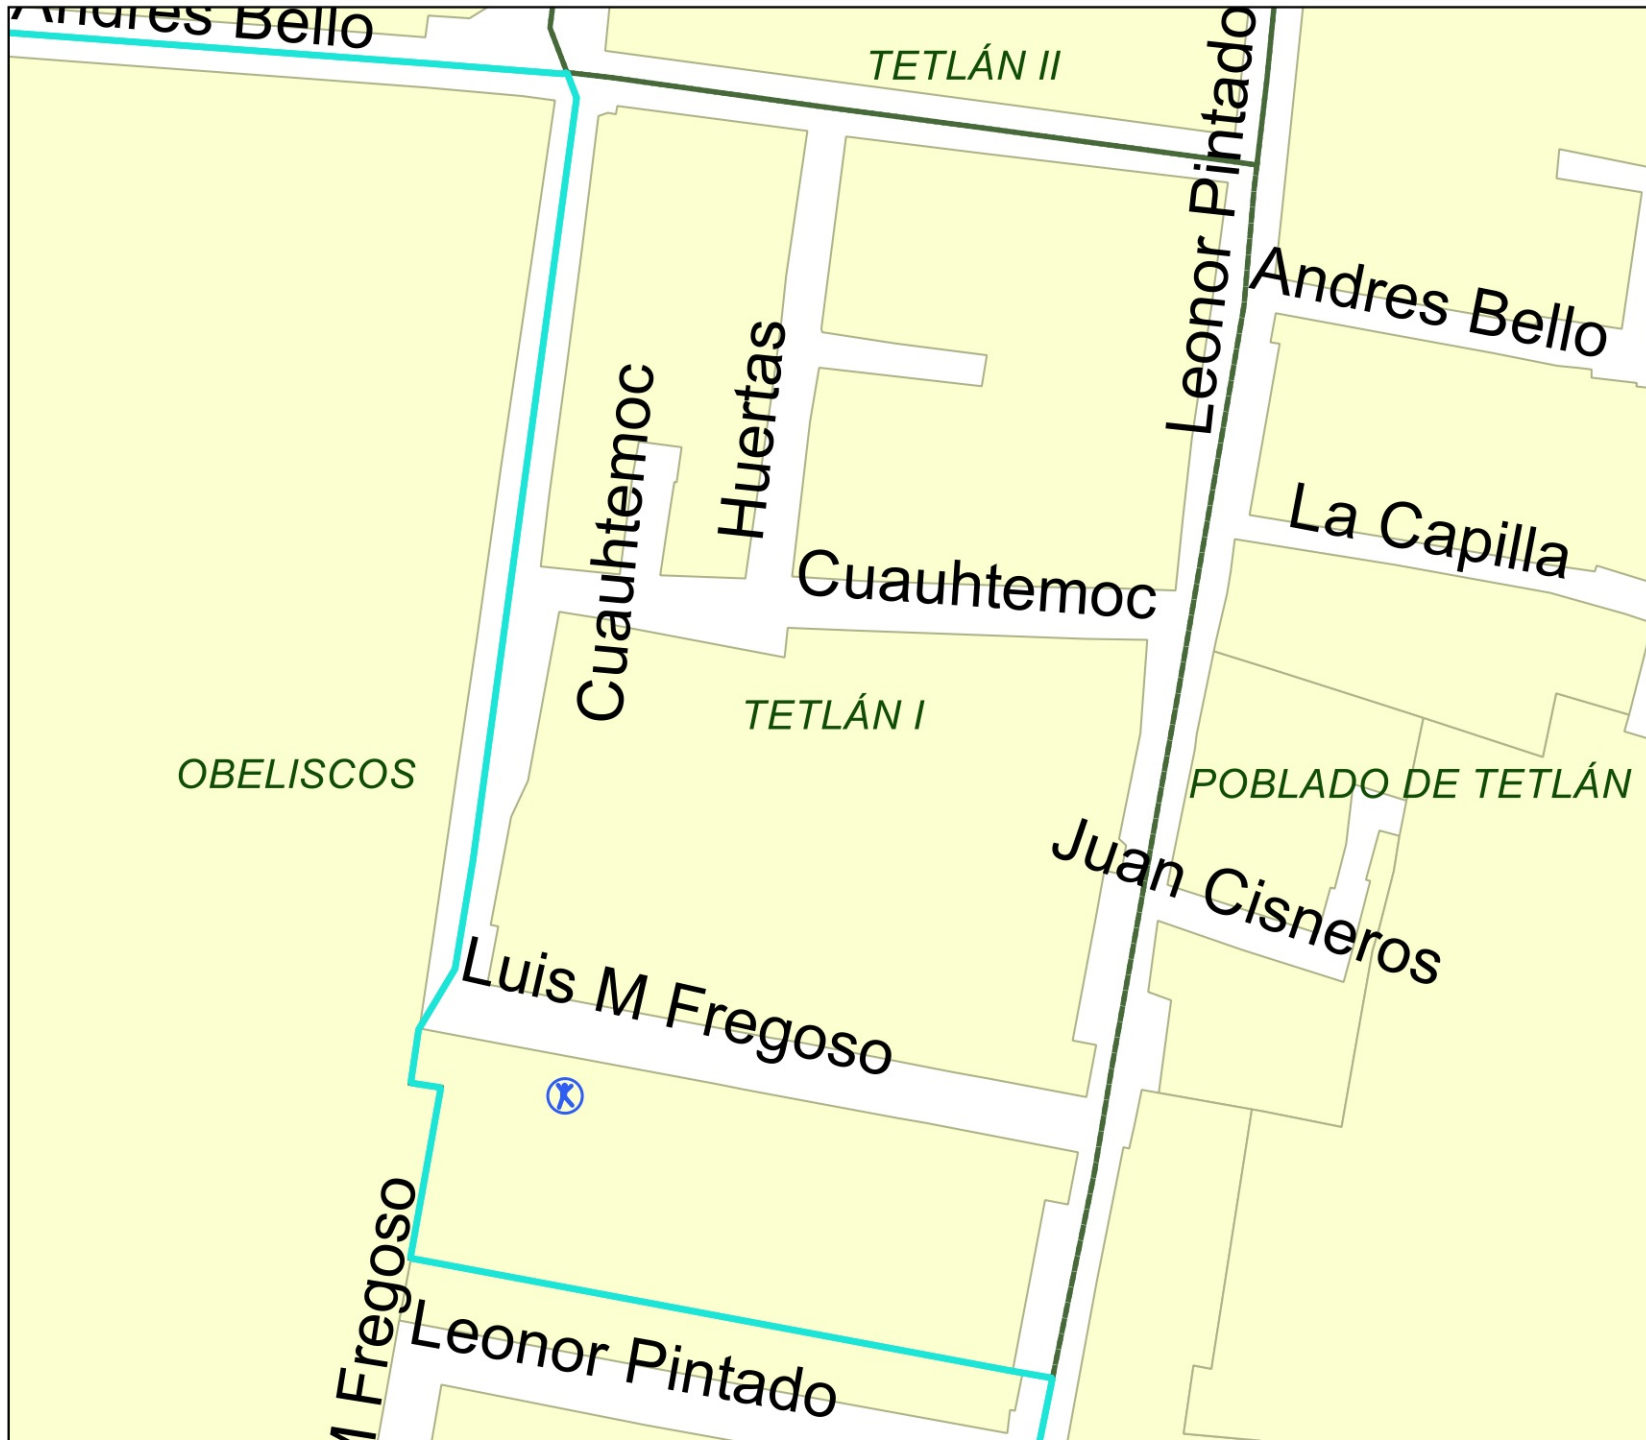 Andres Bello
TETLÁN II
Leonor Pintado
Andres Bello
Huertas
Cuauhtemoc
La Capilla
Cuauhtemoc
TETLÁN I
OBELISCOS
POBLADO DE TETLÁN
Juan Cisneros
Luis M Fregoso
M Fregoso
Leonor Pintado